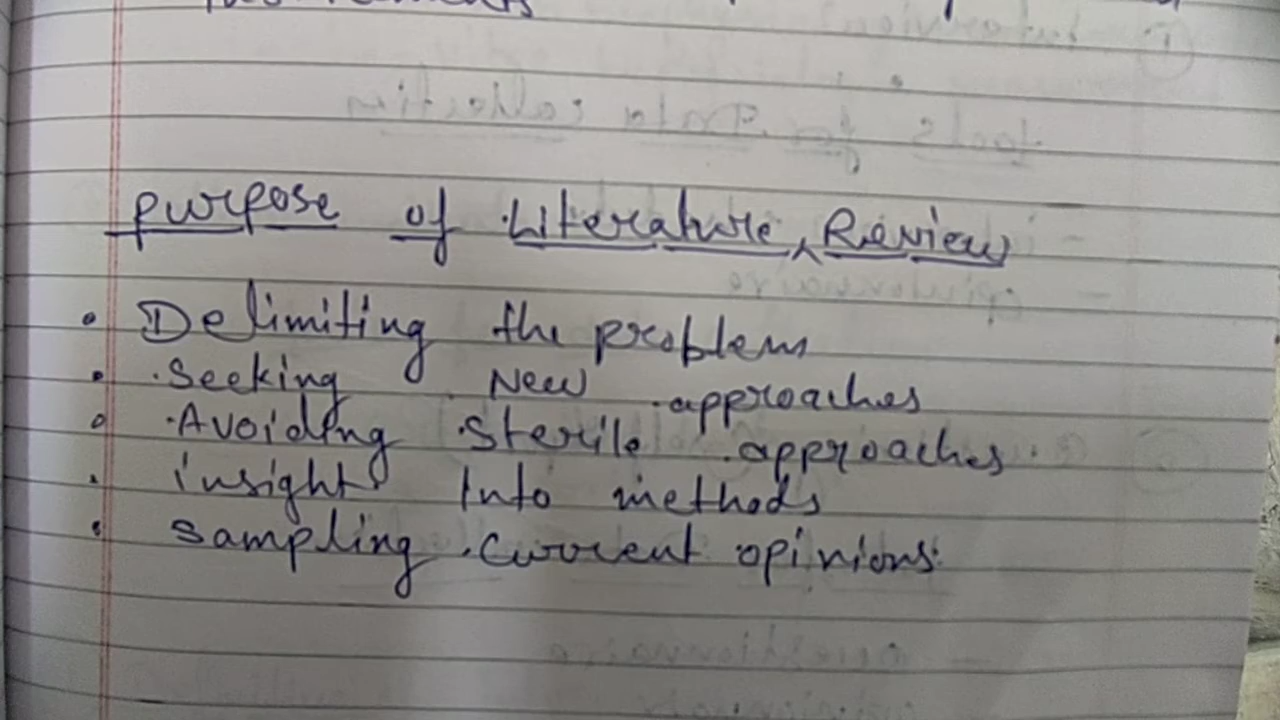 purpose of Literature Review
• Delimiting the problem
• Seeking New approaches
• Avoiding Sterile approaches.
• insight Into methods
• Sampling current opinions.